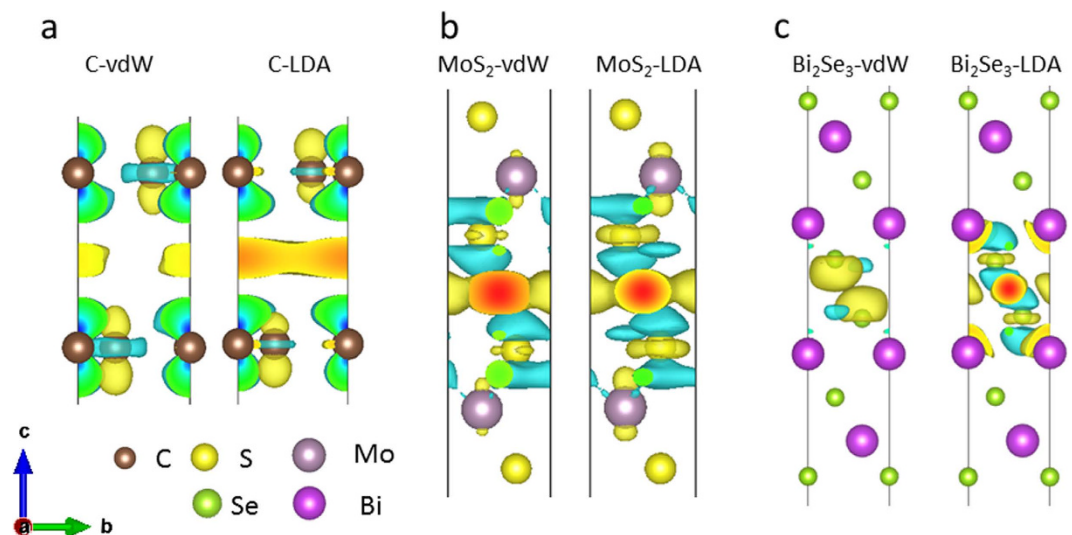 a
b
c
C-vdW
C-LDA
MoS₂-vdW
MoS₂-LDA
Bi₂Se₃-vdW
Bi₂Se₃-LDA
c
a
b
C
S
Mo
Se
Bi